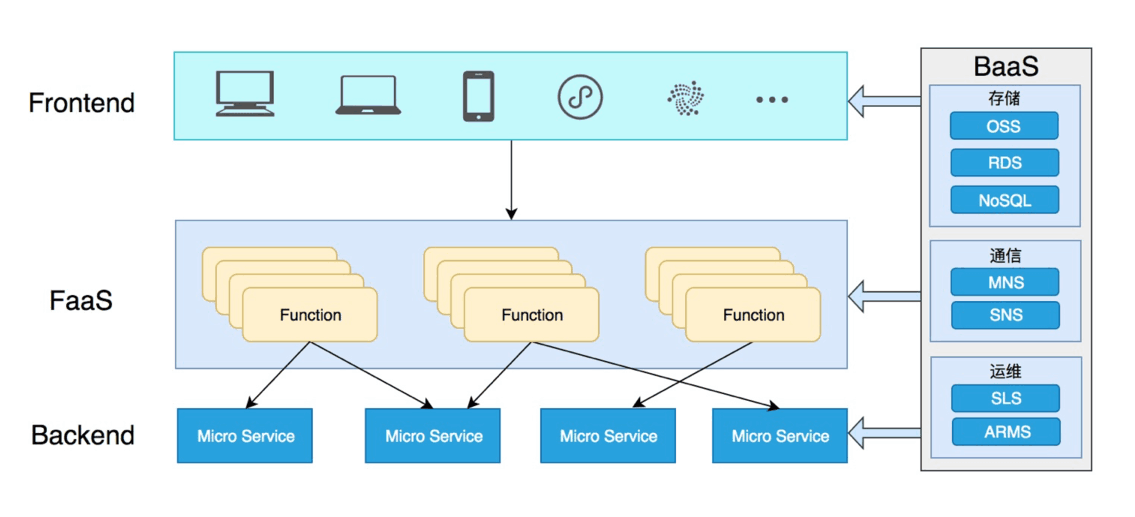 Frontend
BaaS
存储
OSS
RDS
NoSQL
FaaS
Function
Function
Function
通信
MNS
SNS
Backend
Micro Service
Micro Service
Micro Service
Micro Service
运维
SLS
ARMS